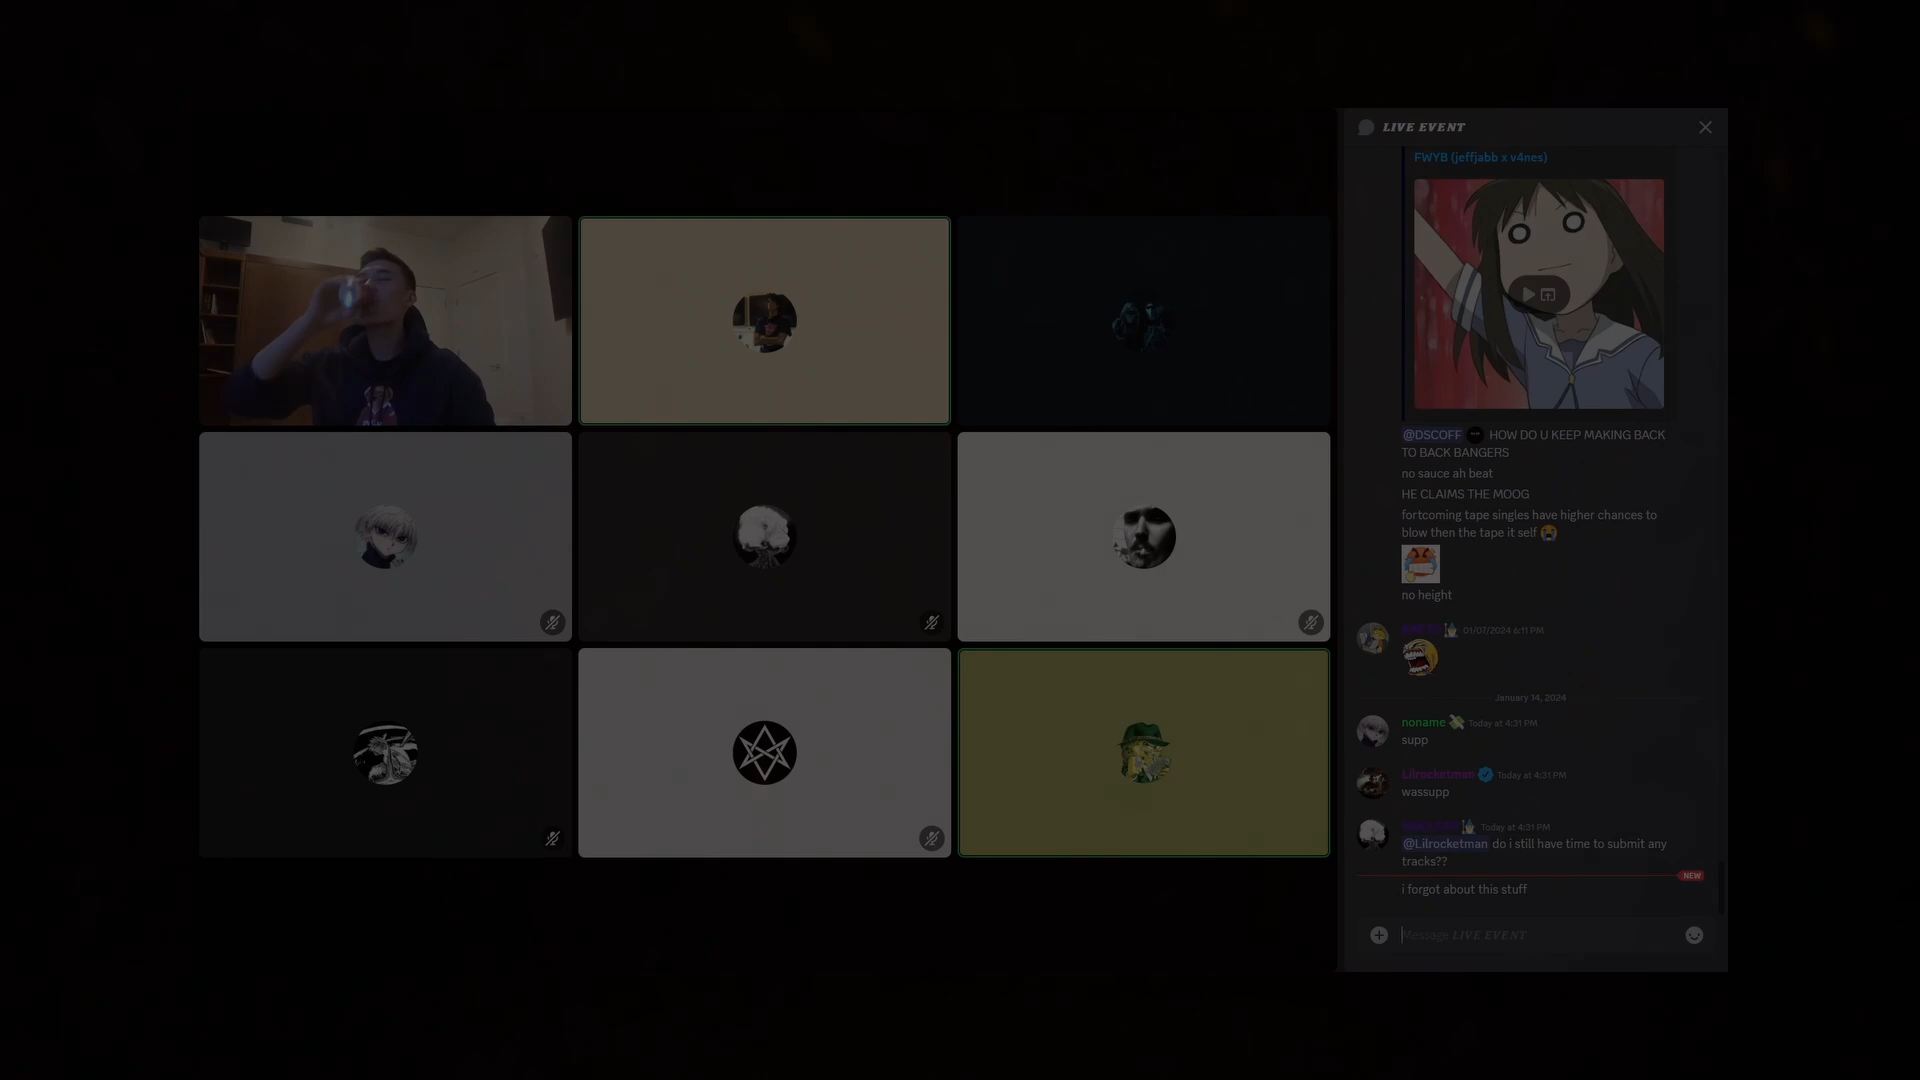 LIVE EVENT
FWYB (jeffjabb x v4nes)
@DSCOFF HOW DO U KEEP MAKING BACK
TO BACK BANGERS
no sauce ah beat
HE CLAIMS THE MOOG
fortcoming tape singles have higher chances to
blow then the tape it self
no height
01/07/2024 6:11 PM
January 14, 2024
noname Today at 4:31 PM
supp
Lilrocketman Today at 4:31 PM
wassupp
Today at 4:31 PM
@Lilrocketman do i still have time to submit any
tracks??
NEW
i forgot about this stuff
Message LIVE EVENT